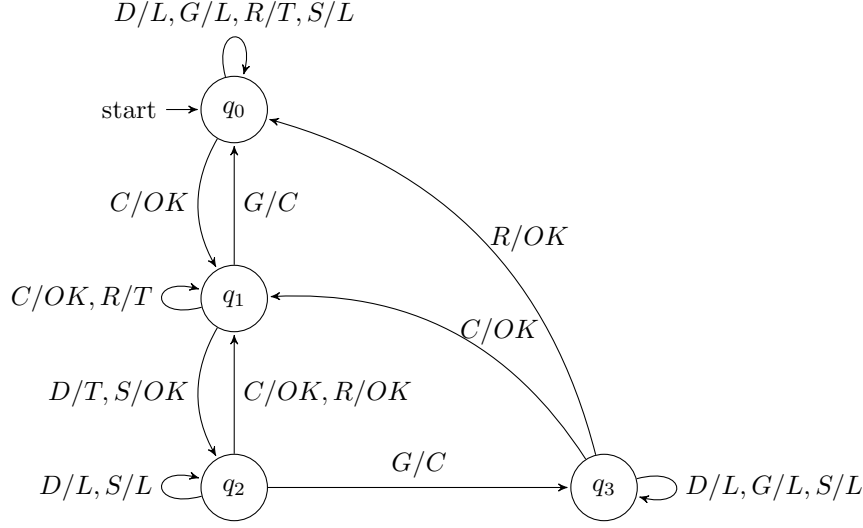 D/L, G/L, R/T, S/L
start
q0
C/OK
G/C
R/OK
C/OK, R/T
q1
C/OK
D/T, S/OK
C/OK, R/OK
D/L, S/L
q2
G/C
q3
D/L, G/L, S/L